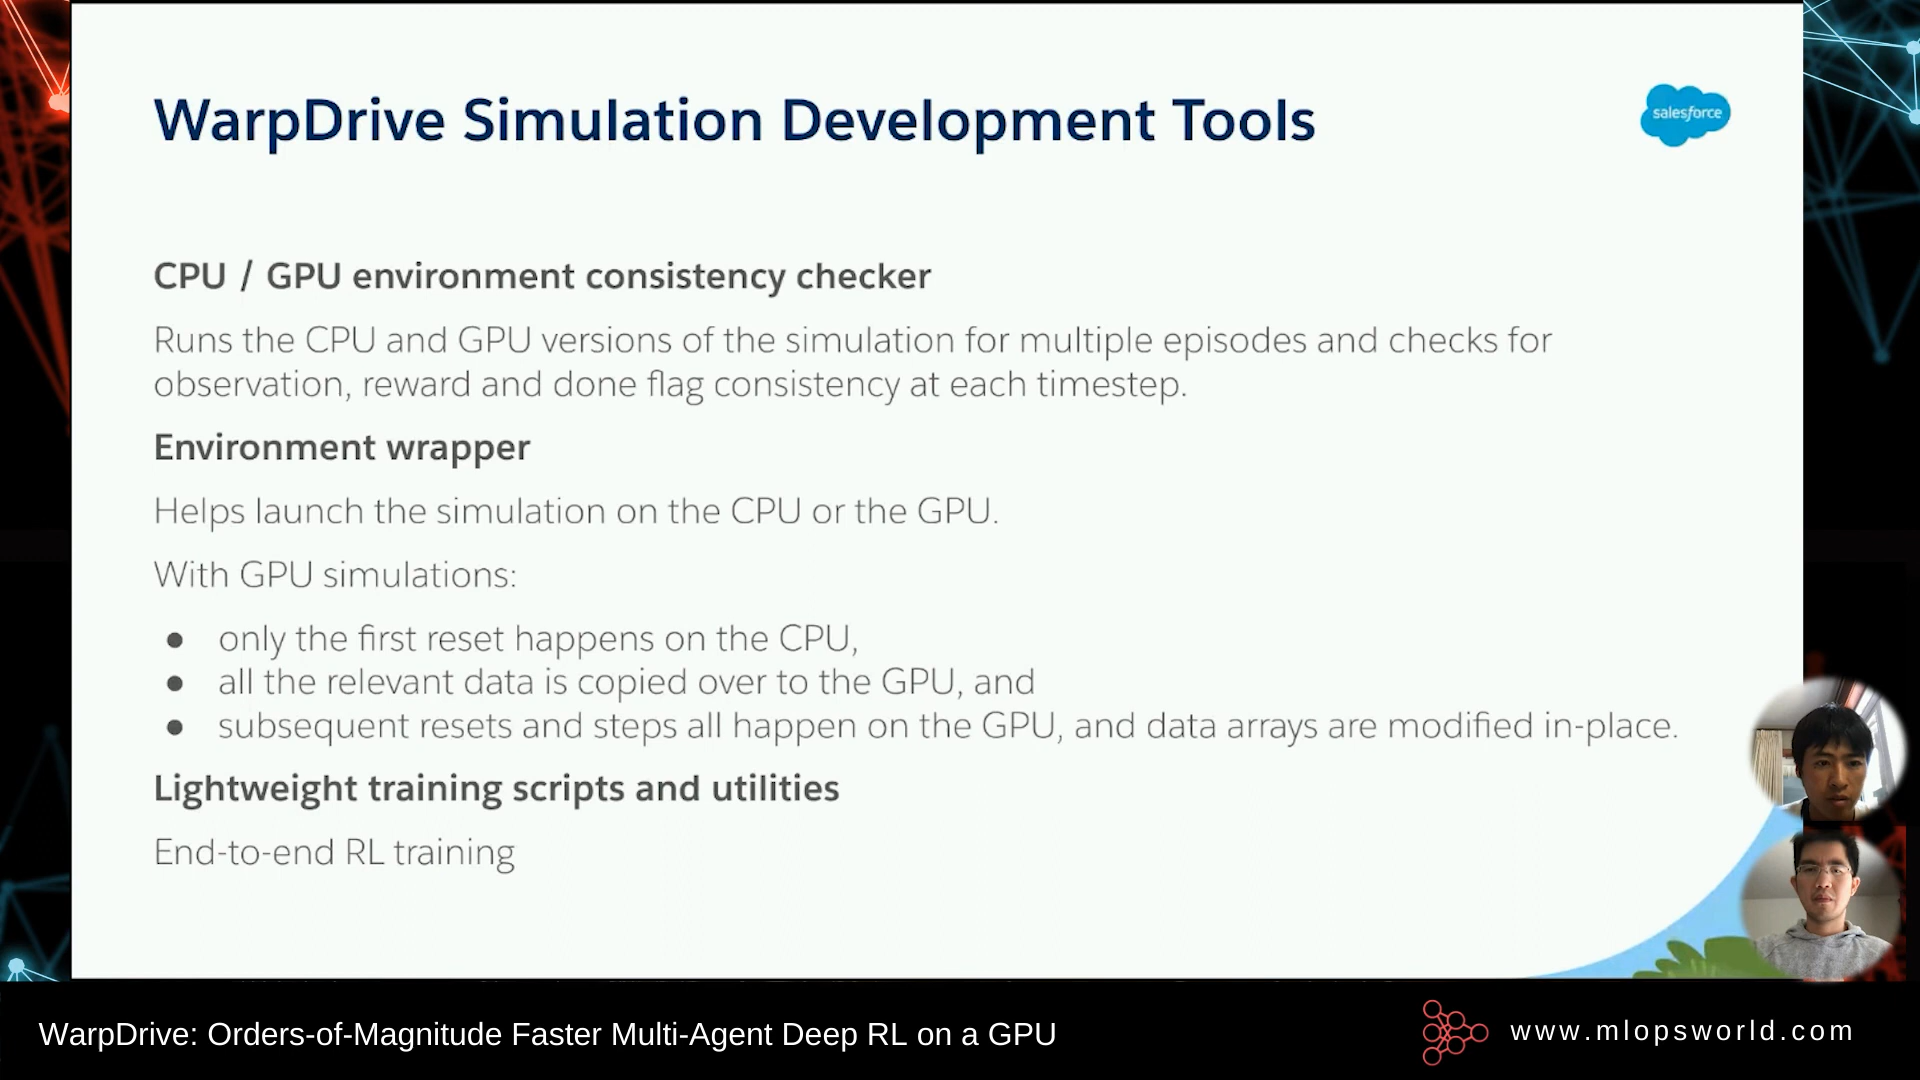 WarpDrive Simulation Development Tools
salesforce
CPU / GPU environment consistency checker
Runs the CPU and GPU versions of the simulation for multiple episodes and checks for
observation, reward and done flag consistency at each timestep.
Environment wrapper
Helps launch the simulation on the CPU or the GPU.
With GPU simulations:
● only the first reset happens on the CPU,
● all the relevant data is copied over to the GPU, and
● subsequent resets and steps all happen on the GPU, and data arrays are modified in-place.
Lightweight training scripts and utilities
End-to-end RL training
WarpDrive: Orders-of-Magnitude Faster Multi-Agent Deep RL on a GPU
www.mlopsworld.com